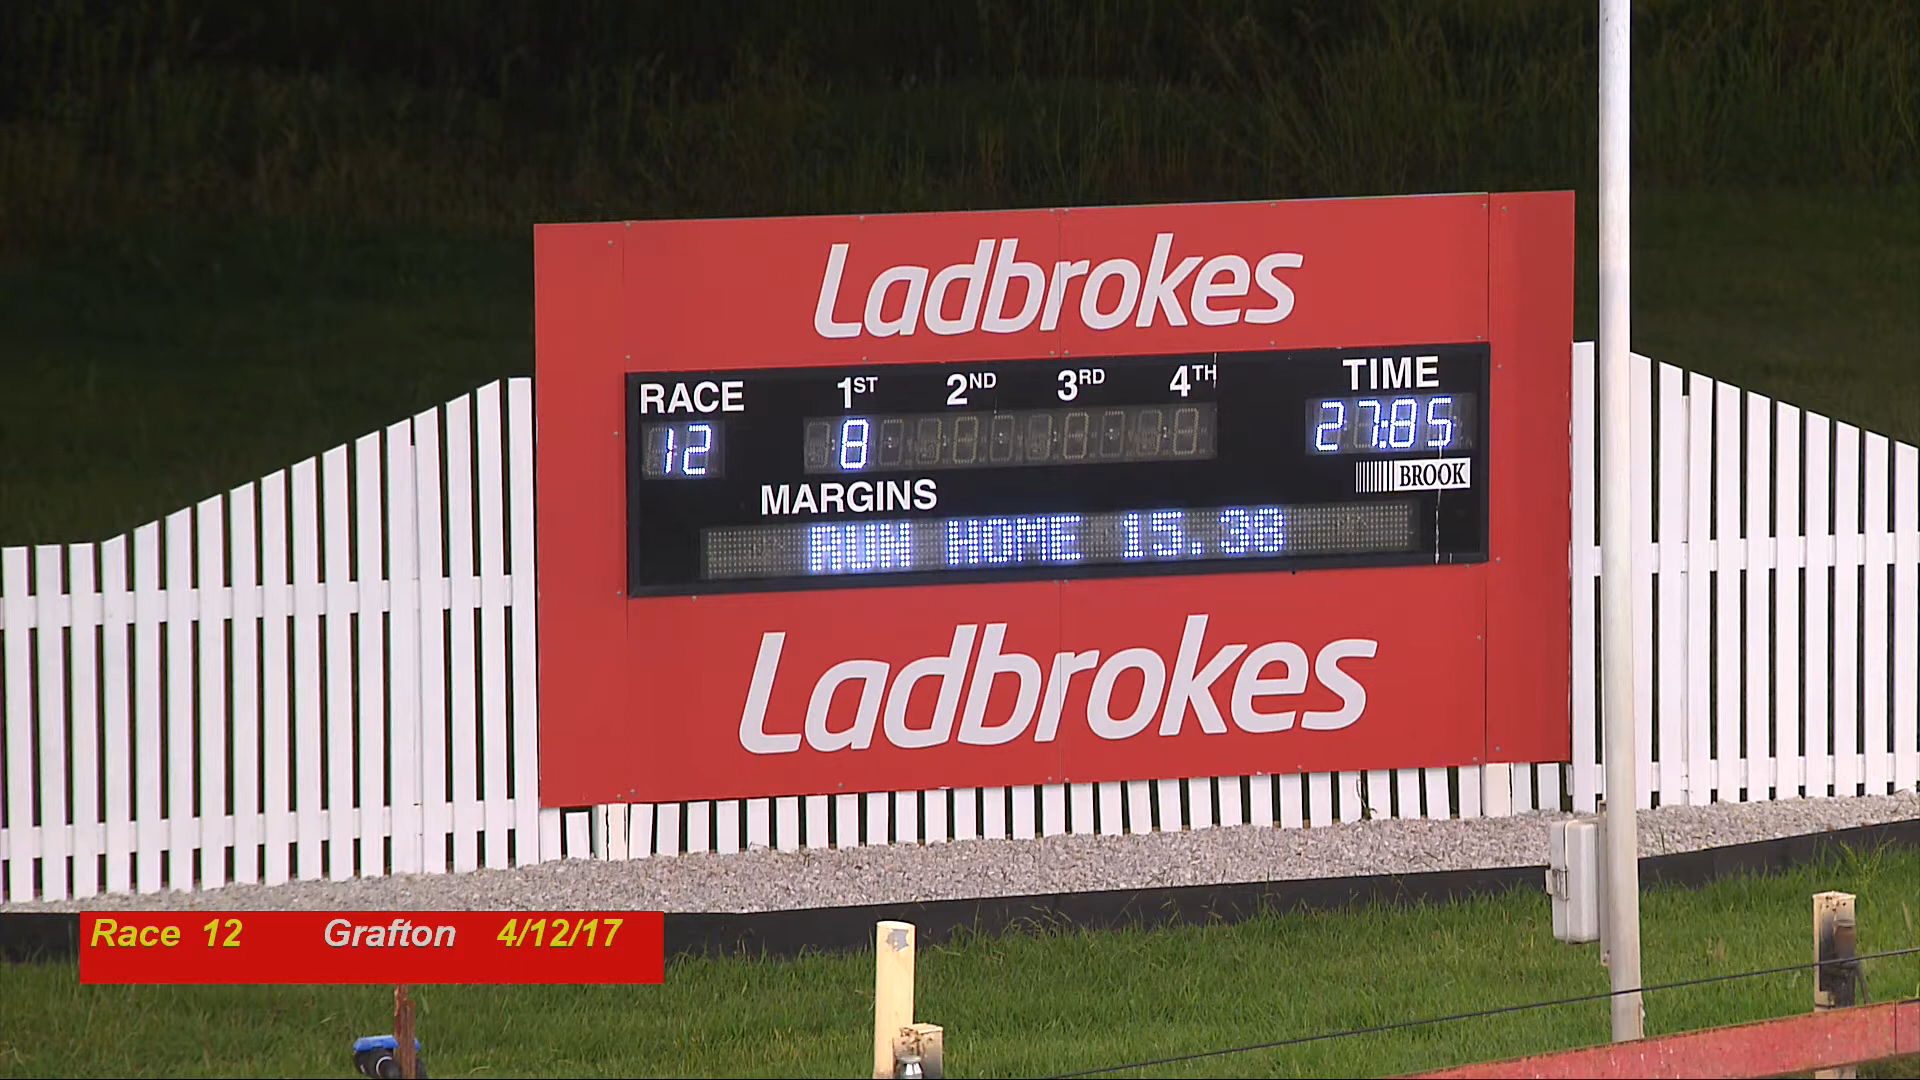 Ladbrokes
RACE 1ST 2ND 3RD 4TH TIME
12 8 27.85
BROOK
MARGINS
RUN HOME 15.38
Ladbrokes
Race 12 Grafton 4/12/17